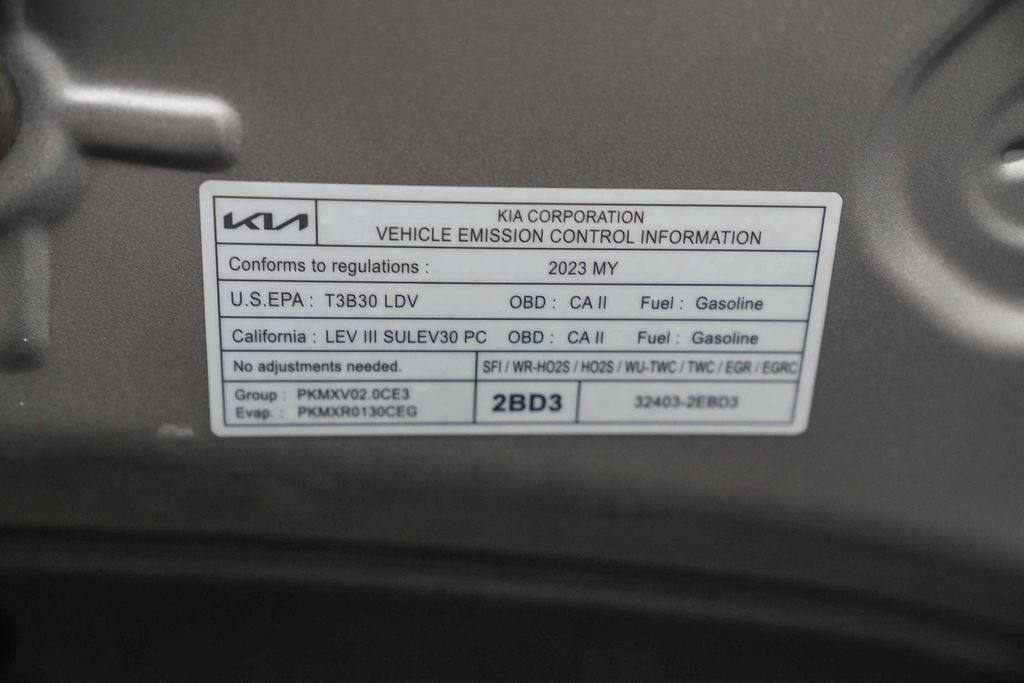 KIA KIA CORPORATION
VEHICLE EMISSION CONTROL INFORMATION
Conforms to regulations : 2023 MY
U.S.EPA : T3B30 LDV OBD : CA II Fuel : Gasoline
California : LEV III SULEV30 PC OBD : CA II Fuel : Gasoline
No adjustments needed. SFI / WR-HO2S / HO2S / WU-TWC / TWC / EGR / EGRC
Group : PKMXV02.0CE3
Evap. : PKMXR0130CEG
2BD3 32403-2EBD3